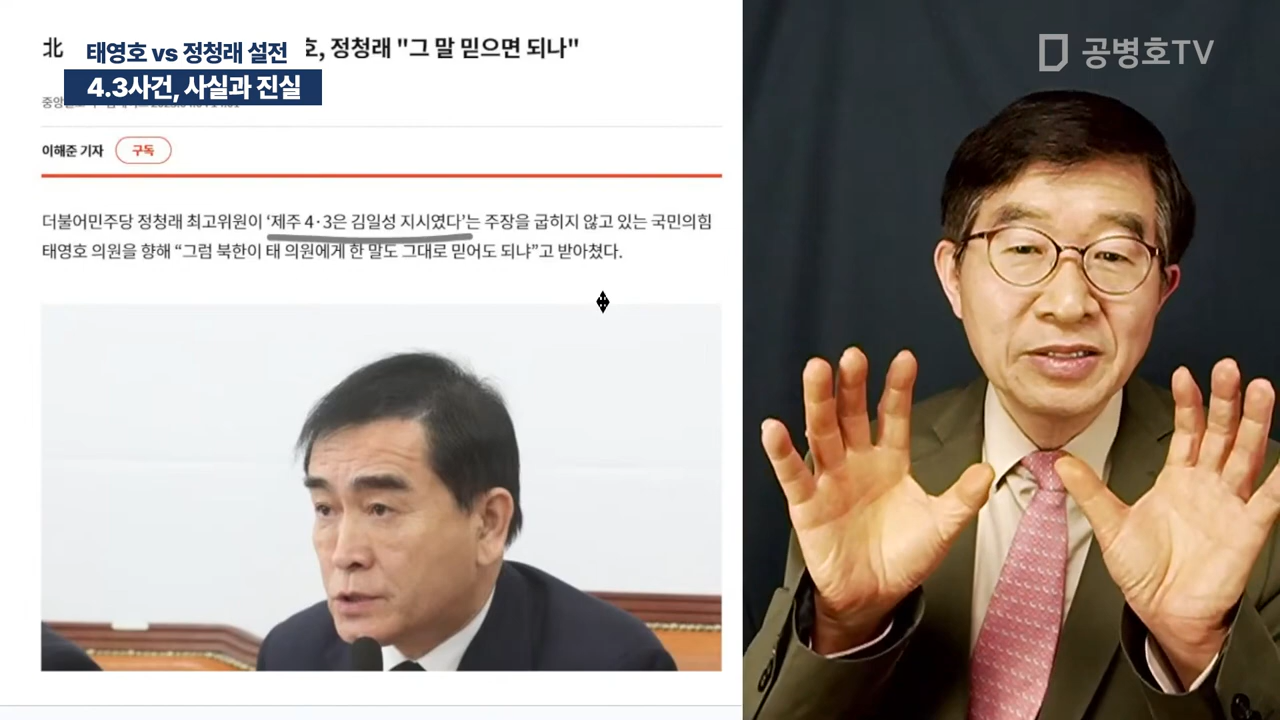 北
태영호 vs 정청래 설전
호, 정청래 "그 말 믿으면 되나"
4.3사건, 사실과 진실
공병호TV
이해준 기자
구독
더불어민주당 정청래 최고위원이 ‘제주 4·3은 김일성 지시였다’는 주장을 굽히지 않고 있는 국민의힘
태영호 의원을 향해 “그럼 북한이 태 의원에게 한 말도 그대로 믿어도 되냐”고 받아쳤다.